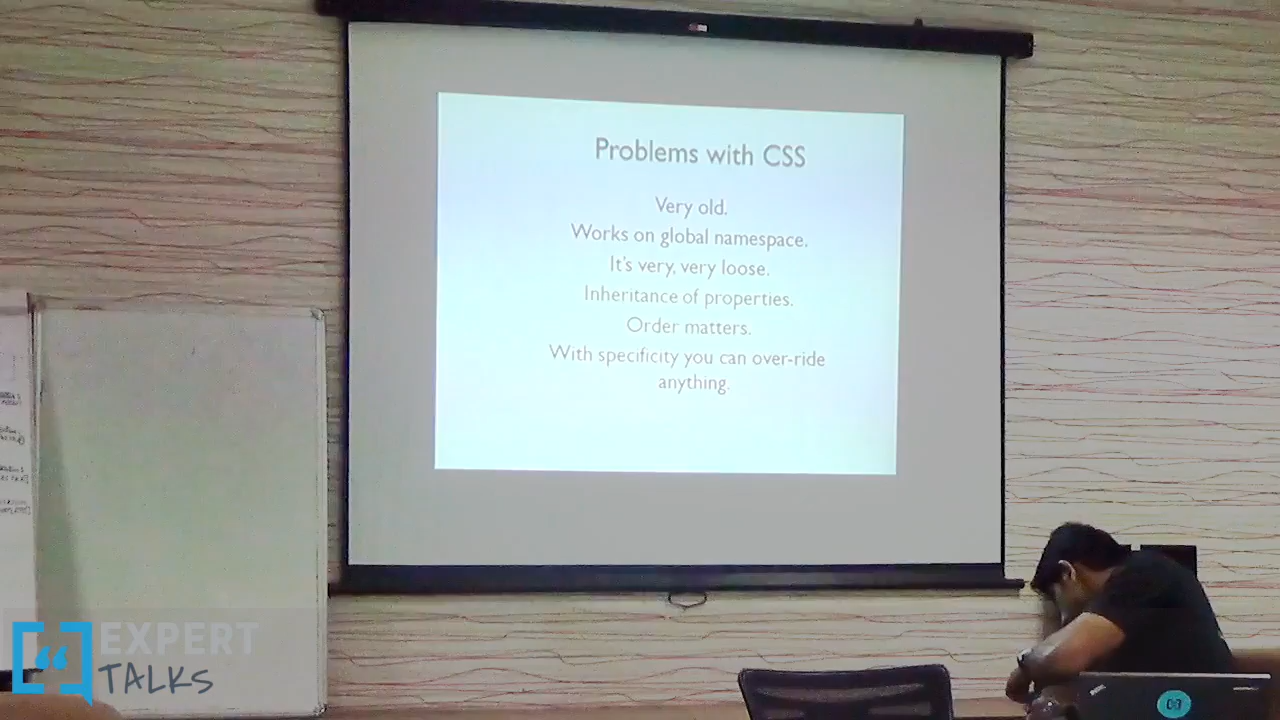 Problems with CSS
Very old.
Works on global namespace.
It's very, very loose.
Inheritance of properties.
Order matters.
With specificity you can over-ride
anything.
EXPERT
TALKS